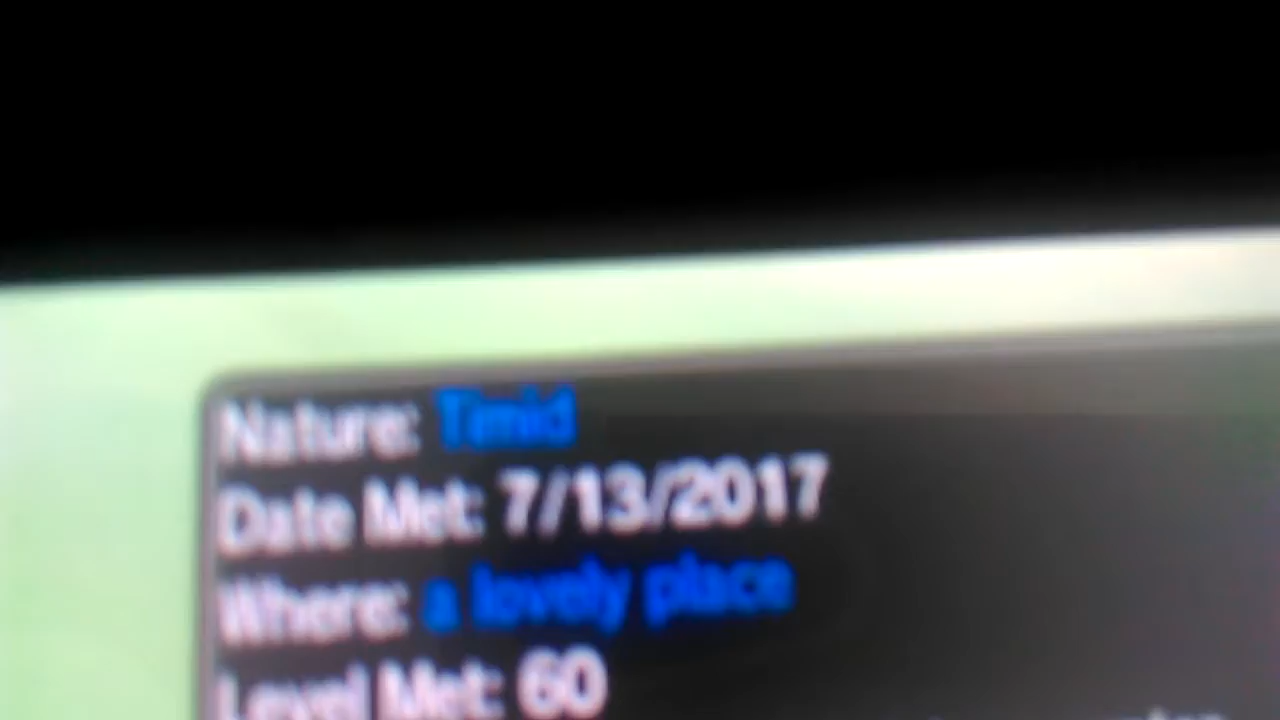 Nature: Timid
Date Met: 7/13/2017
Where: a lovely place
Level Met: 60